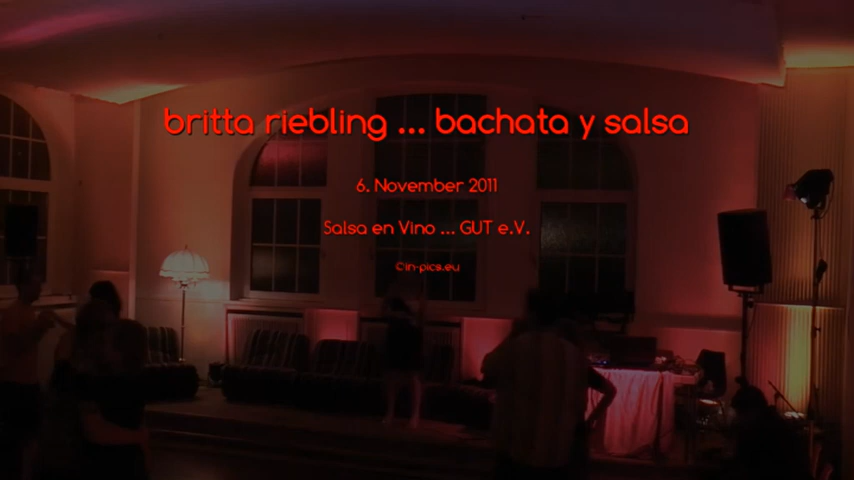 britta riebling ... bachata y salsa
6. November 2011
Salsa en Vino ... GUT e.V.
©in-pics.eu